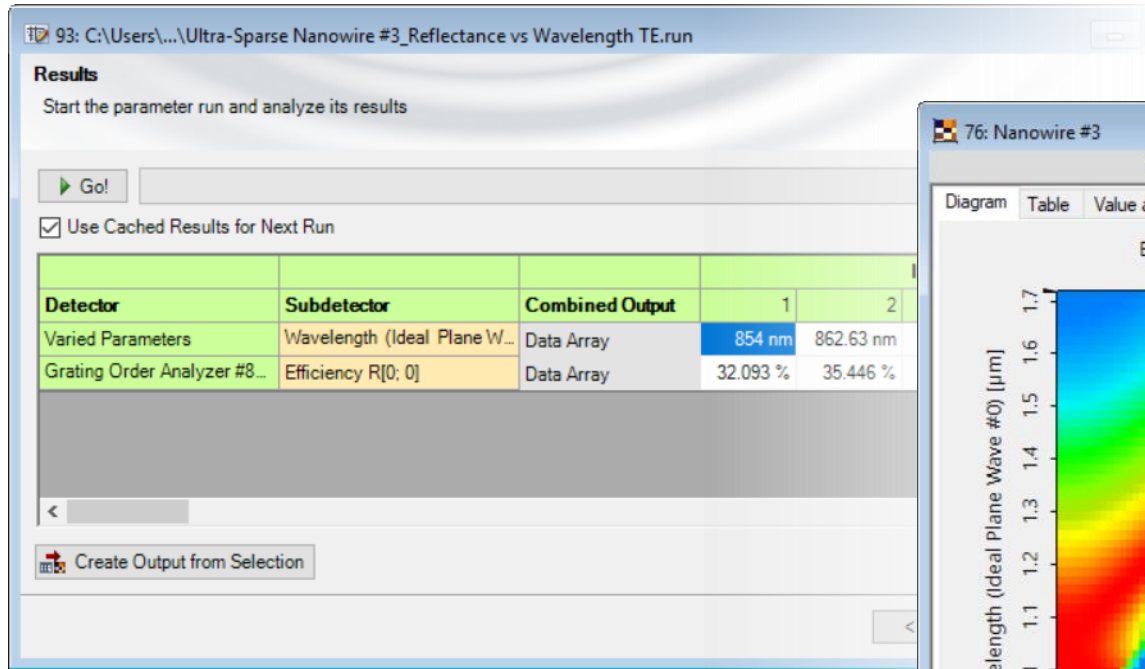 93: C:\Users\...\Ultra-Sparse Nanowire #3_Reflectance vs Wavelength TE.run
Results
Start the parameter run and analyze its results
Go!
Use Cached Results for Next Run
Detector Subdetector Combined Output 1 2
Varied Parameters Wavelength (Ideal Plane W... Data Array 854 nm 862.63 nm
Grating Order Analyzer #8... Efficiency R[0; 0] Data Array 32.093 % 35.446 %
<
Create Output from Selection
<
76: Nanowire #3
Diagram Table Value
1.7
1.6
1.5
1.4
1.3
1.2
1.1
elength (Ideal Plane Wave #0) [µm]